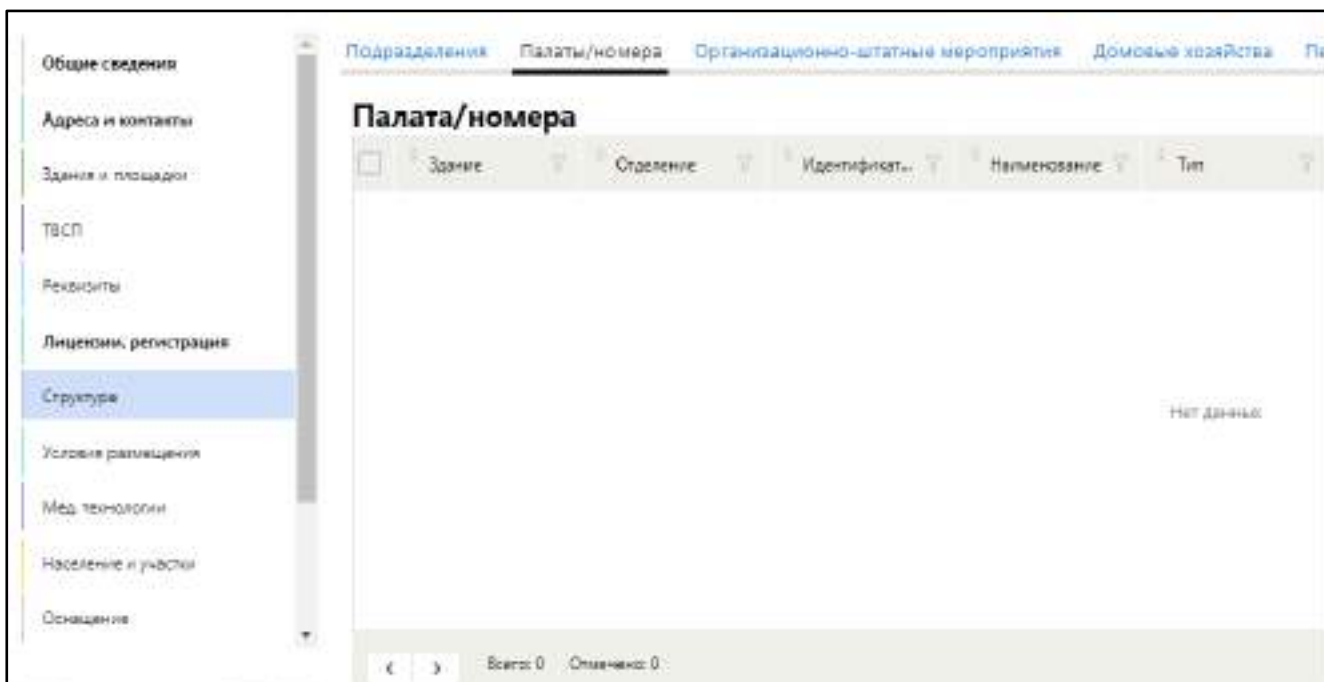 Общие сведения
Адреса и контакты
Здания и площадки
ТВСП
Реквизиты
Лицензии, регистрация
Структура
Условия размещения
Мед. технологии
Население и участки
Оснащение
Подразделения Палаты/номера Организационно-штатные мероприятия Домовые хозяйства Пе
Палата/номера
Здание Отделение Идентификат... Наименование Тип
Нет данных
Всего: 0 Отмечено: 0